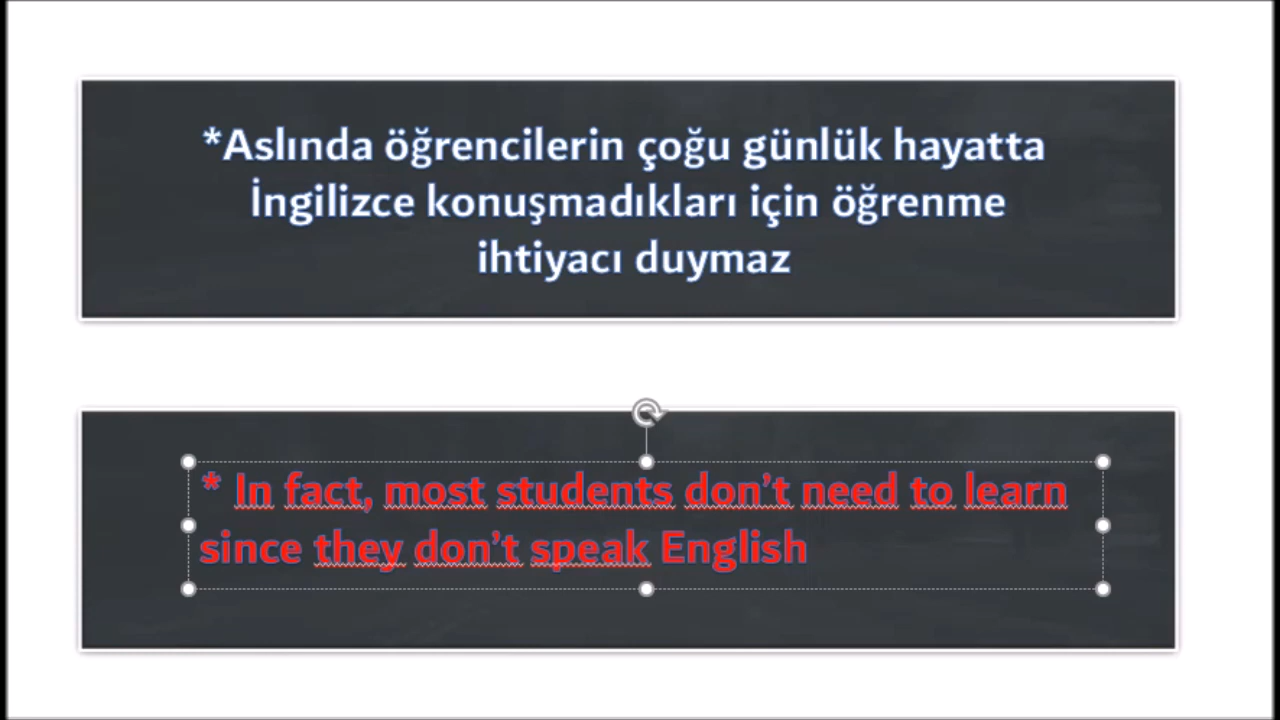 *Aslında öğrencilerin çoğu günlük hayatta
İngilizce konuşmadıkları için öğrenme
ihtiyacı duymaz
* In fact, most students don’t need to learn
since they don’t speak English